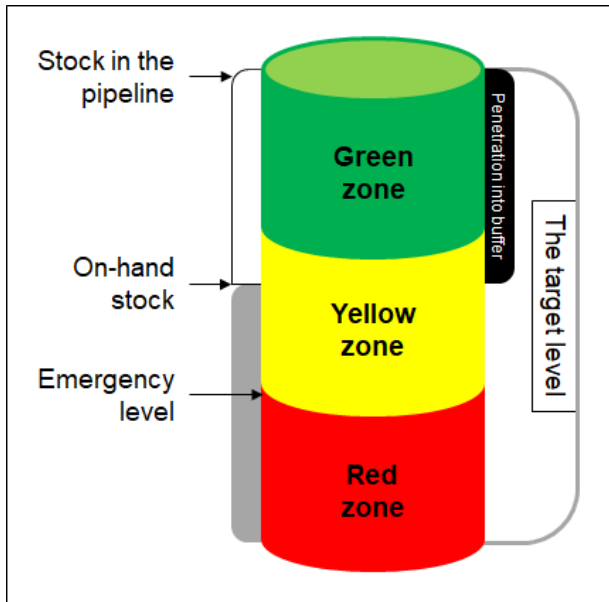 Stock in the
pipeline
On-hand
stock
Emergency
level
Green
zone
Yellow
zone
Red
zone
Penetration into buffer
The target level